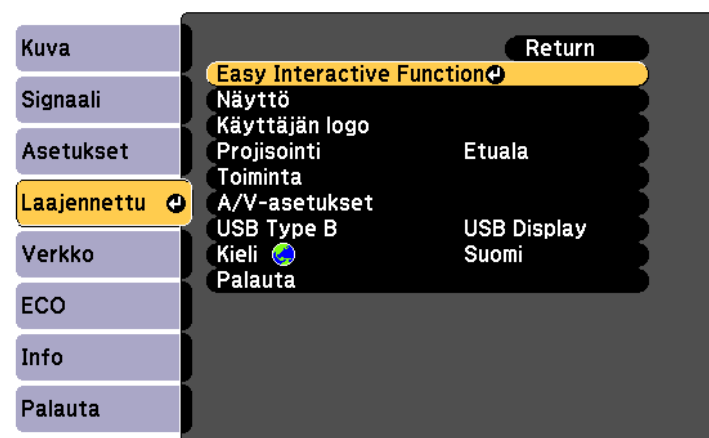 Kuva
Signaali
Asetukset
Laajennettu
Verkko
ECO
Info
Palauta
Return
Easy Interactive Function
Näyttö
Käyttäjän logo
Projisointi Etuala
Toiminta
A/V-asetukset
USB Type B USB Display
Kieli Suomi
Palauta